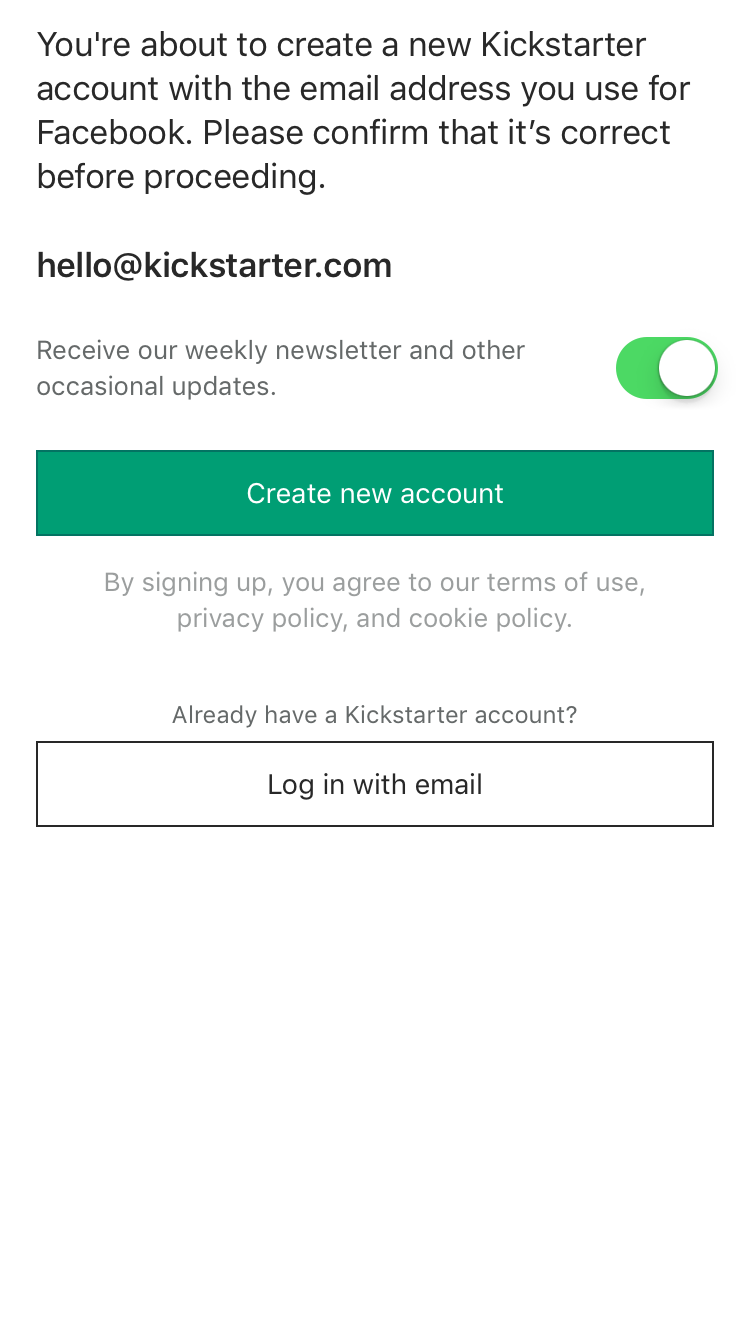 You're about to create a new Kickstarter
account with the email address you use for
Facebook. Please confirm that it’s correct
before proceeding.
hello@kickstarter.com
Receive our weekly newsletter and other
occasional updates.
Create new account
By signing up, you agree to our terms of use,
privacy policy, and cookie policy.
Already have a Kickstarter account?
Log in with email